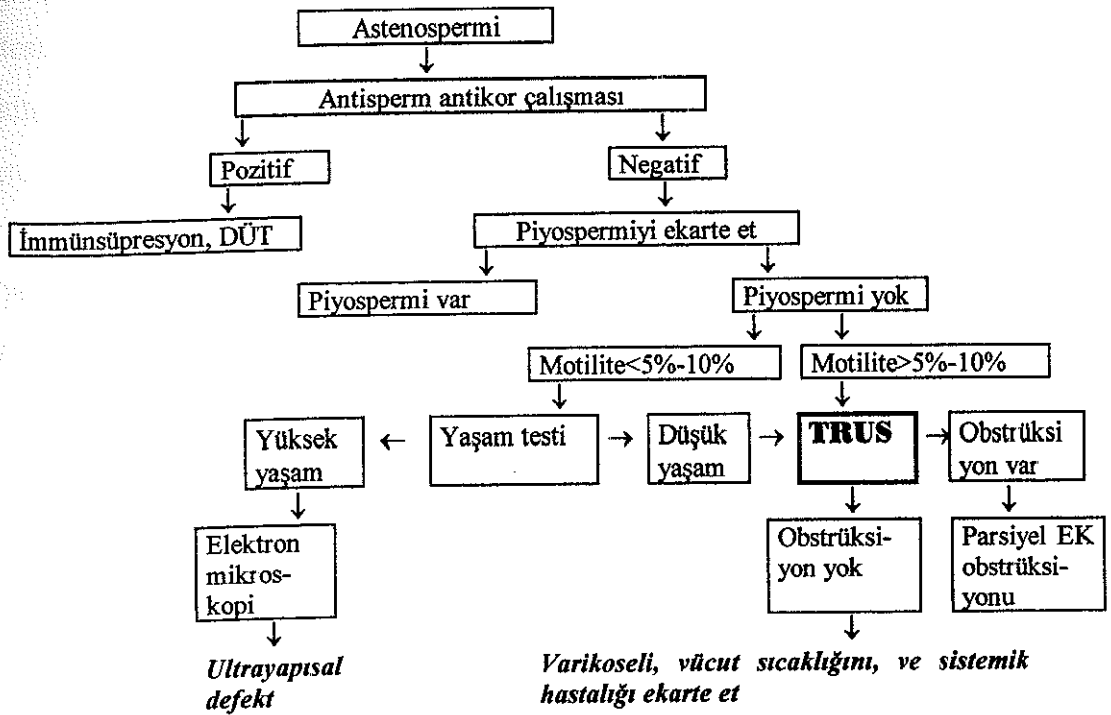 Astenospermi
Antisperm antikor çalışması
Pozitif
Negatif
İmmünsüpresyon, DÜT
Piyospermiyi ekarte et
Piyospermi var
Piyospermi yok
Motilite<5%-10%
Motilite>5%-10%
Yüksek
yaşam
Yaşam testi
Düşük
yaşam
TRUS
Obstrüksi
yon var
Elektron
mikros-
kopi
Obstrüksi-
yon yok
Parsiyel EK
obstrüksi-
yonu
Ultrayapısal
defekt
Varikoseli, vücut sıcaklığını, ve sistemik
hastalığı ekarte et